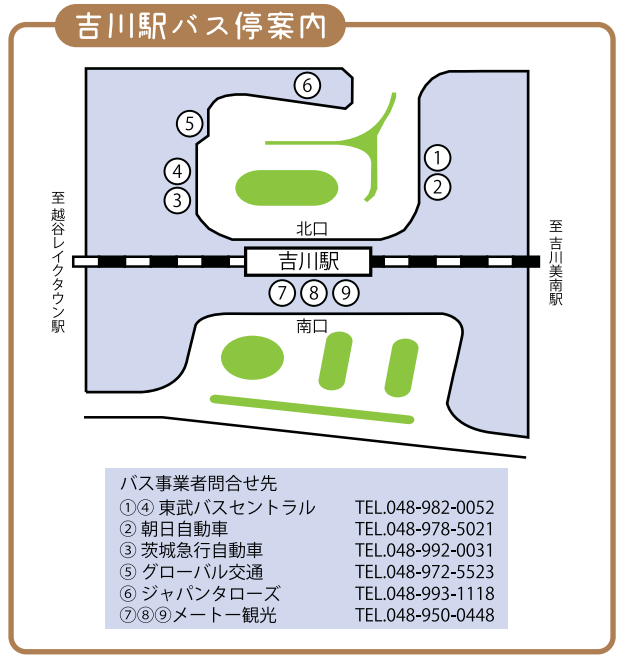 吉川駅バス停案内
⑥
⑤
④
③
①
②
至 越谷レイクタウン駅
北口
吉川駅
至 吉川美南駅
⑦ ⑧ ⑨
南口
バス事業者問合せ先
①④ 東武バスセントラル TEL.048-982-0052
② 朝日自動車 TEL.048-978-5021
③ 茨城急行自動車 TEL.048-992-0031
⑤ グローバル交通 TEL.048-972-5523
⑥ ジャパンタローズ TEL.048-993-1118
⑦⑧⑨メートー観光 TEL.048-950-0448